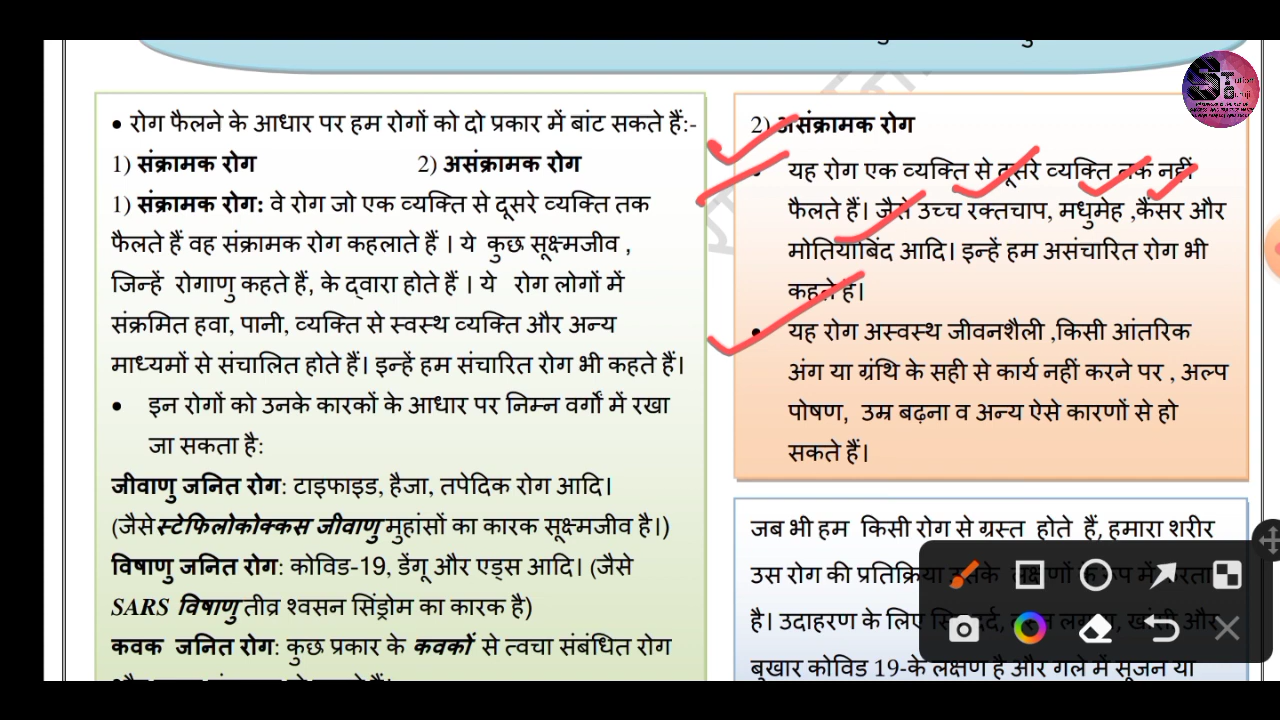 • रोग फैलने के आधार पर हम रोगों को दो प्रकार में बांट सकते हैं:-
1) संक्रामक रोग 2) असंक्रामक रोग
1) संक्रामक रोग: वे रोग जो एक व्यक्ति से दूसरे व्यक्ति तक
फैलते हैं वह संक्रामक रोग कहलाते हैं । ये कुछ सूक्ष्मजीव ,
जिन्हें रोगाणु कहते हैं, के द्वारा होते हैं । ये रोग लोगों में
संक्रमित हवा, पानी, व्यक्ति से स्वस्थ व्यक्ति और अन्य
माध्यमों से संचालित होते हैं। इन्हें हम संचारित रोग भी कहते हैं।
• इन रोगों को उनके कारकों के आधार पर निम्न वर्गों में रखा
जा सकता है:
जीवाणु जनित रोग: टाइफाइड, हैजा, तपेदिक रोग आदि।
(जैसे स्टेफिलोकोक्कस जीवाणु मुहांसों का कारक सूक्ष्मजीव है।)
विषाणु जनित रोग: कोविड-19, डेंगू और एड्स आदि। (जैसे
SARS विषाणु तीव्र श्वसन सिंड्रोम का कारक है)
कवक जनित रोग: कुछ प्रकार के कवकों से त्वचा संबंधित रोग
2) असंक्रामक रोग
यह रोग एक व्यक्ति से दूसरे व्यक्ति तक नहीं
फैलते हैं। जैसे उच्च रक्तचाप, मधुमेह ,कैंसर और
मोतियाबिंद आदि। इन्हें हम असंचारित रोग भी
कहते हैं।
• यह रोग अस्वस्थ जीवनशैली ,किसी आंतरिक
अंग या ग्रंथि के सही से कार्य नहीं करने पर , अल्प
पोषण, उम्र बढ़ना व अन्य ऐसे कारणों से हो
सकते हैं।
जब भी हम किसी रोग से ग्रस्त होते हैं, हमारा शरीर
उस रोग की प्रतिक्रिया उसके लक्षणों के रूप में करता
है। उदाहरण के लिए सिर दर्द, खांसी और
बुखार कोविड 19-के लक्षण है और गले में सूजन या